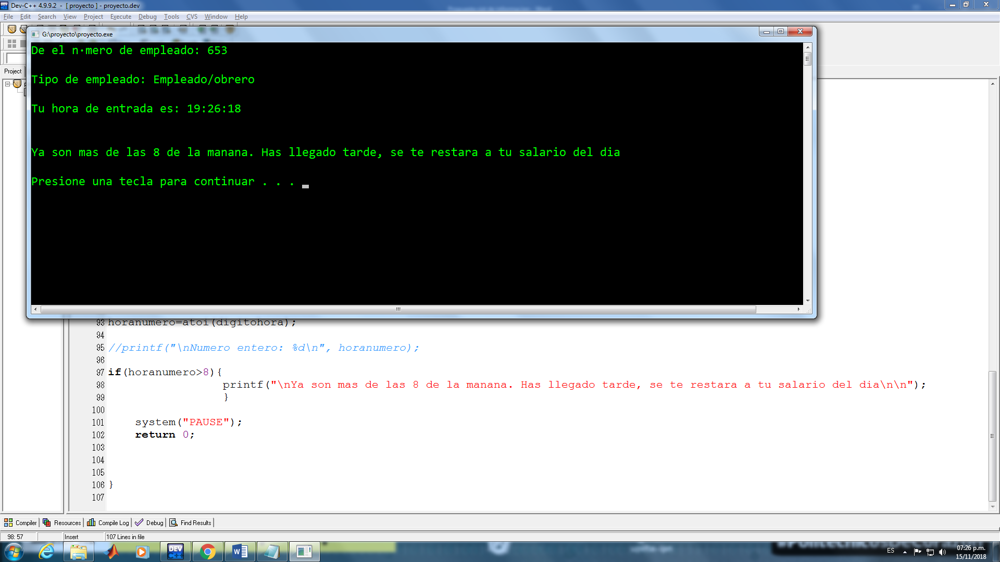 Dev-C++ 4.9.9.2 - [ proyecto ] - proyecto.dev
File Edit Search View Project Execute Debug Tools CVS Window Help
G:\proyecto\proyecto.exe
De el n·mero de empleado: 653
Project
Tipo de empleado: Empleado/obrero
Tu hora de entrada es: 19:26:18
Ya son mas de las 8 de la manana. Has llegado tarde, se te restara a tu salario del dia
Presione una tecla para continuar . . .
93 horanumero=atoi(digitohora);
94
95 //printf("\nNumero entero: %d\n", horanumero);
96
97 if(horanumero>8){
98 printf("\nYa son mas de las 8 de la manana. Has llegado tarde, se te restara a tu salario del dia\n\n");
99 }
100
101 system("PAUSE");
102 return 0;
103
104
105
106 }
107
Compiler Resources Compile Log Debug Find Results
98: 57 Insert 107 Lines in file
DEV C++ ES 07:26 p.m.
15/11/2018